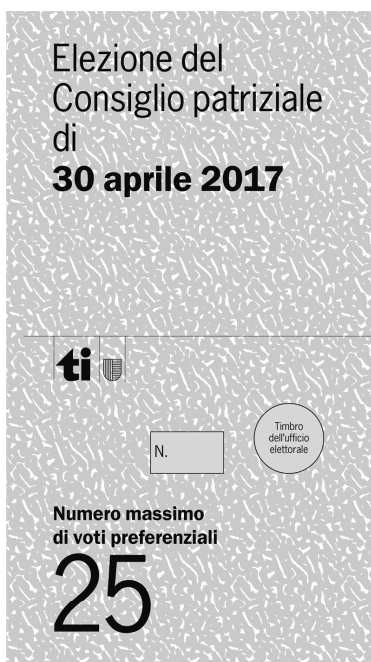 Elezione del
Consiglio patriziale
di
30 aprile 2017
ti
N.
Timbro
dell'ufficio
elettorale
Numero massimo
di voti preferenziali
25